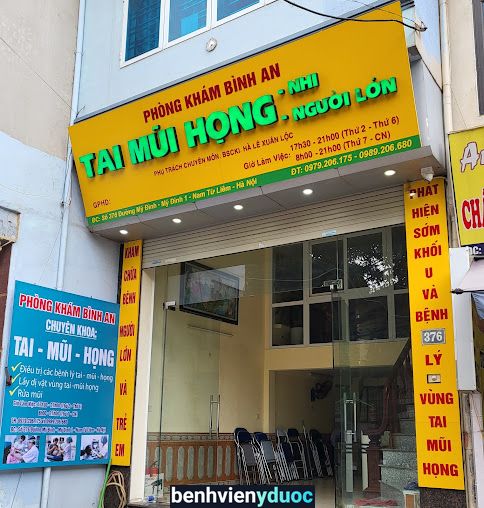 PHÒNG KHÁM BÌNH AN
TAI MŨI HỌNG - NHI
- NGƯỜI LỚN
PHỤ TRÁCH CHUYÊN MÔN: BSCKI. HÀ LÊ XUÂN LỘC
Giờ Làm Việc: 17h30 - 21h00 (Thứ 2 - Thứ 6)
8h00 - 21h00 (Thứ 7 - CN)
GPHD:
ĐC: Số 376 Đường Mỹ Đình - Mỹ Đình 1 - Nam Từ Liêm - Hà Nội
ĐT: 0979.206.175 - 0989.206.680
KHÁM
CHỮA
BỆNH
NGƯỜI
LỚN
VÀ
TRẺ
EM
PHÁT
HIỆN
SỚM
KHỐI
U
VÀ
BỆNH
376
LÝ
VÙNG
TAI
MŨI
HỌNG
PHÒNG KHÁM BÌNH AN
CHUYÊN KHOA:
TAI - MŨI - HỌNG
Điều trị các bệnh lý tai - mũi - họng
Lấy dị vật vùng tai-mũi-họng
Rửa mũi
benhvienyduoc